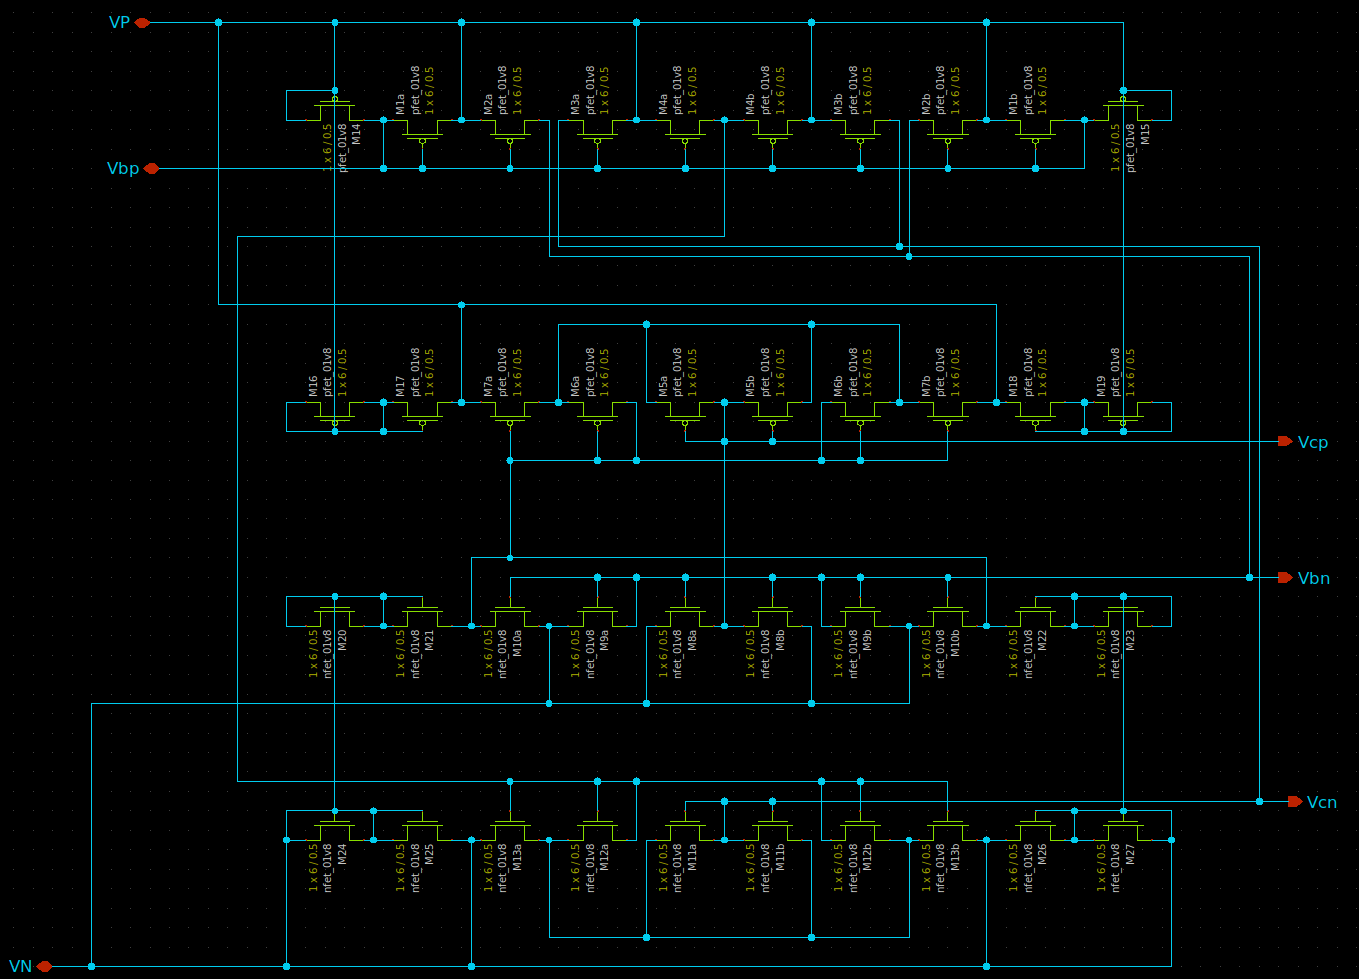 VP
M1a
pfet_01v8
1 x 6 / 0.5
M2a
pfet_01v8
1 x 6 / 0.5
M3a
pfet_01v8
1 x 6 / 0.5
M4a
pfet_01v8
1 x 6 / 0.5
M4b
pfet_01v8
1 x 6 / 0.5
M3b
pfet_01v8
1 x 6 / 0.5
M2b
pfet_01v8
1 x 6 / 0.5
M1b
pfet_01v8
1 x 6 / 0.5
1 x 6 / 0.5
pfet_01v8
M14
1 x 6 / 0.5
pfet_01v8
M15
Vbp
M16
pfet_01v8
1 x 6 / 0.5
M17
pfet_01v8
1 x 6 / 0.5
M7a
pfet_01v8
1 x 6 / 0.5
M6a
pfet_01v8
1 x 6 / 0.5
M5a
pfet_01v8
1 x 6 / 0.5
M5b
pfet_01v8
1 x 6 / 0.5
M6b
pfet_01v8
1 x 6 / 0.5
M7b
pfet_01v8
1 x 6 / 0.5
M18
pfet_01v8
1 x 6 / 0.5
M19
pfet_01v8
1 x 6 / 0.5
Vcp
Vbn
1 x 6 / 0.5
nfet_01v8
M20
1 x 6 / 0.5
nfet_01v8
M21
1 x 6 / 0.5
nfet_01v8
M10a
1 x 6 / 0.5
nfet_01v8
M9a
1 x 6 / 0.5
nfet_01v8
M8a
1 x 6 / 0.5
nfet_01v8
M8b
1 x 6 / 0.5
nfet_01v8
M9b
1 x 6 / 0.5
nfet_01v8
M10b
1 x 6 / 0.5
nfet_01v8
M22
1 x 6 / 0.5
nfet_01v8
M23
Vcn
1 x 6 / 0.5
nfet_01v8
M24
1 x 6 / 0.5
nfet_01v8
M25
1 x 6 / 0.5
nfet_01v8
M13a
1 x 6 / 0.5
nfet_01v8
M12a
1 x 6 / 0.5
nfet_01v8
M11a
1 x 6 / 0.5
nfet_01v8
M11b
1 x 6 / 0.5
nfet_01v8
M12b
1 x 6 / 0.5
nfet_01v8
M13b
1 x 6 / 0.5
nfet_01v8
M26
1 x 6 / 0.5
nfet_01v8
M27
VN